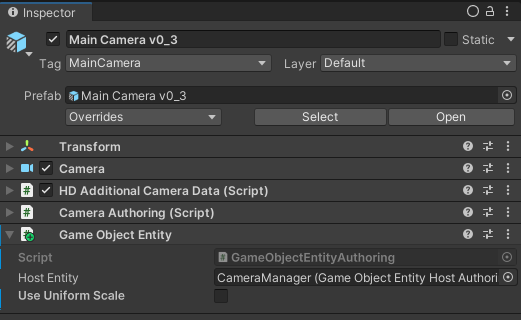 Inspector
Main Camera v0_3 Static
Tag MainCamera Layer Default
Prefab Main Camera v0_3
Overrides Select Open
Transform
Camera
HD Additional Camera Data (Script)
Camera Authoring (Script)
Game Object Entity
Script GameObjectEntityAuthoring
Host Entity CameraManager (Game Object Entity Host Authori
Use Uniform Scale